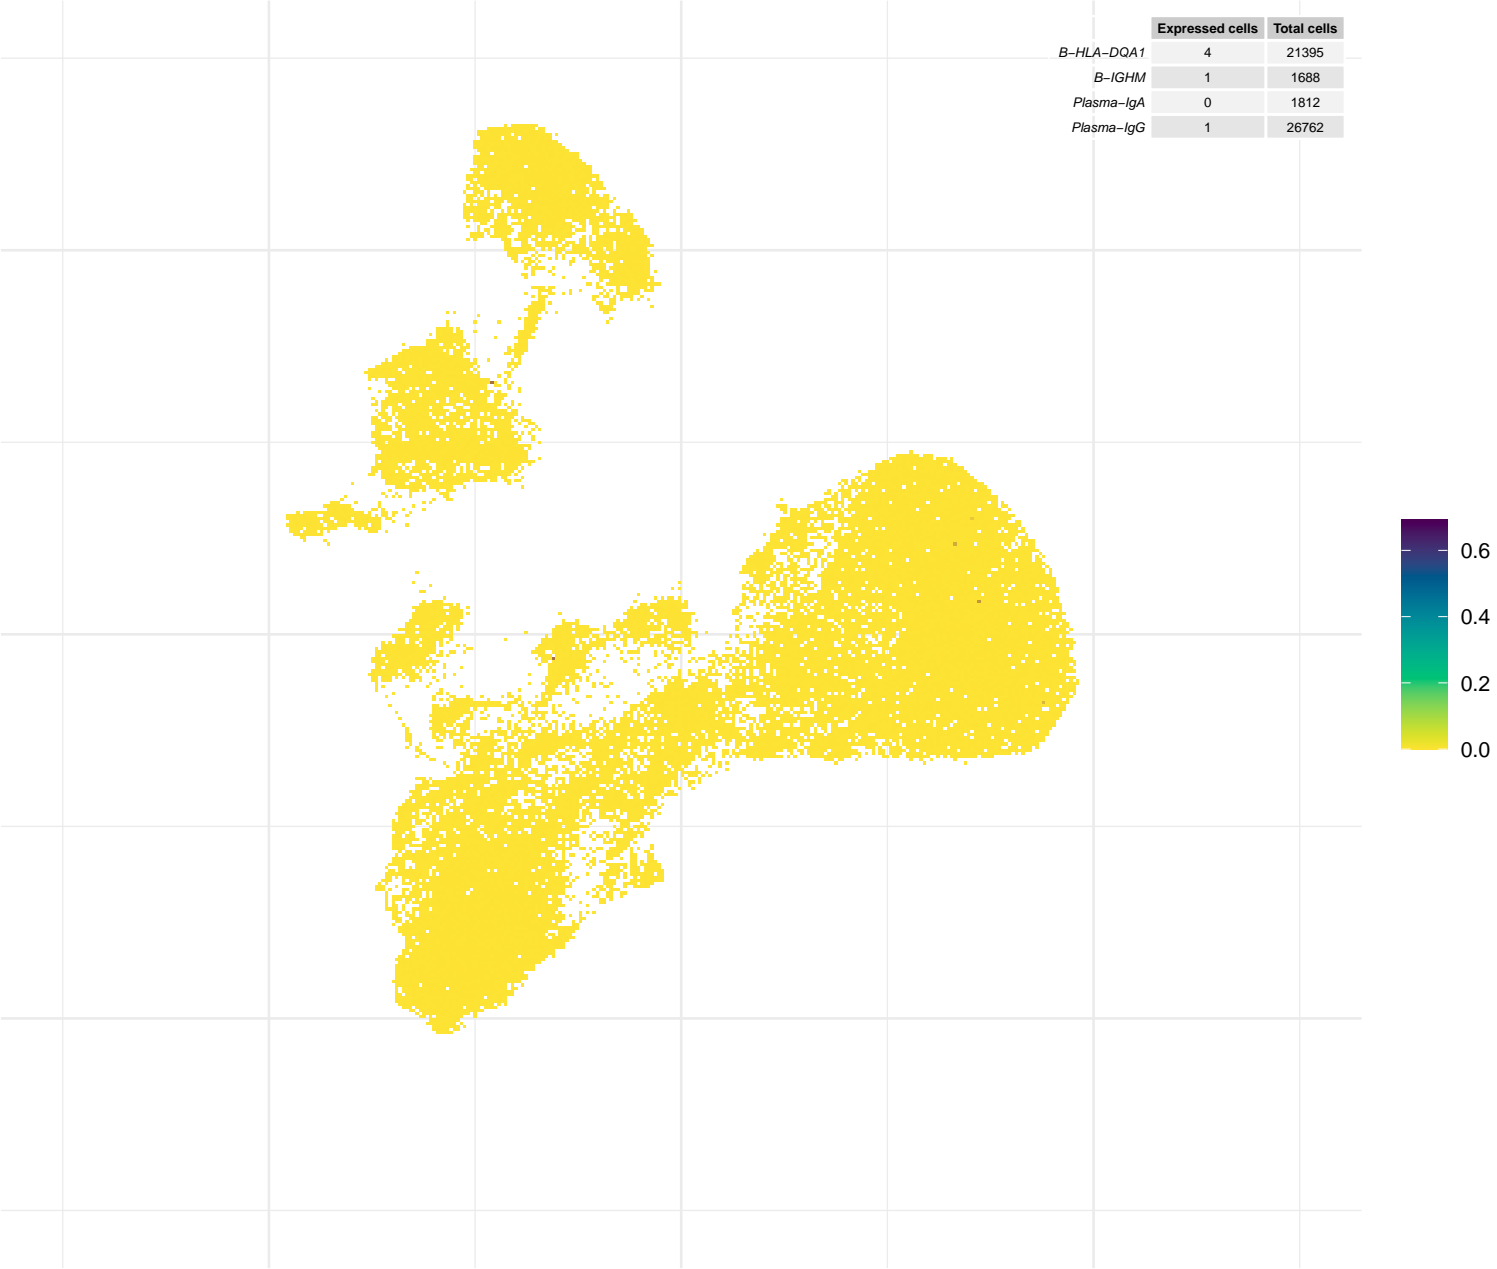 Expressed cells Total cells
B−HLA−DQA1 4 21395
B−IGHM 1 1688
Plasma−IgA 0 1812
Plasma−IgG 1 26762
0.6
0.4
0.2
0.0